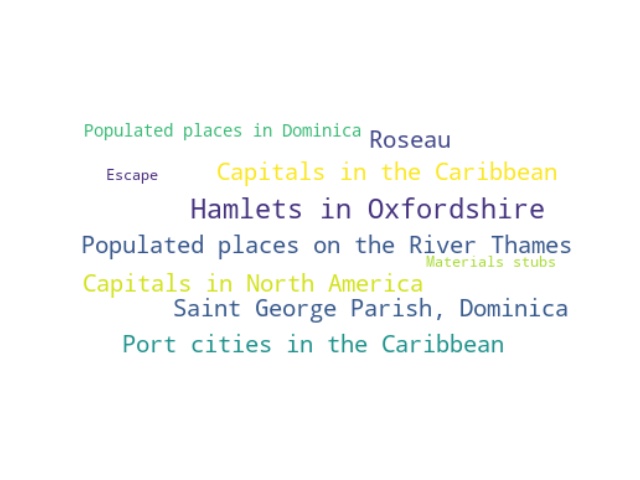 Populated places in Dominica
Roseau
Escape
Capitals in the Caribbean
Hamlets in Oxfordshire
Populated places on the River Thames
Materials stubs
Capitals in North America
Saint George Parish, Dominica
Port cities in the Caribbean